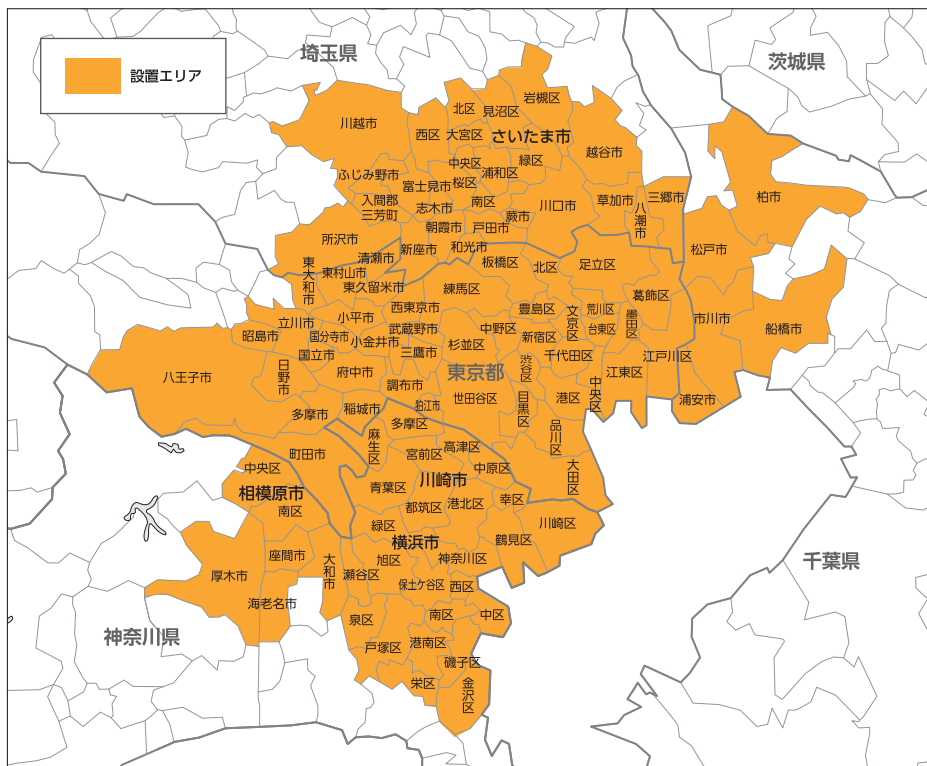 埼玉県
茨城県
設置エリア
岩槻区
北区
見沼区
川越市
西区
大宮区
さいたま市
越谷市
中央区
緑区
ふじみ野市
浦和区
富士見市
桜区
柏市
入間郡
三芳町
南区
草加市
三郷市
志木市
蕨市
川口市
八潮市
朝霞市
戸田市
所沢市
新座市
和光市
松戸市
清瀬市
板橋区
北区
足立区
東大和市
東村山市
東久留米市
練馬区
葛飾区
西東京市
豊島区
文京区
荒川区
墨田区
市川市
小平市
立川市
武蔵野市
中野区
台東区
船橋市
昭島市
国分寺市
小金井市
杉並区
新宿区
国立市
三鷹市
千代田区
江戸川区
八王子市
日野市
府中市
東京都
渋谷区
江東区
調布市
世田谷区
目黒区
港区
中央区
浦安市
多摩市
稲城市
狛江市
多摩区
品川区
麻生区
町田市
宮前区
高津区
中央区
中原区
大田区
相模原市
青葉区
川崎市
南区
都筑区
港北区
幸区
緑区
川崎区
横浜市
鶴見区
座間市
大和市
旭区
神奈川区
千葉県
厚木市
瀬谷区
保土ケ谷区
西区
海老名市
泉区
南区
中区
神奈川県
戸塚区
港南区
磯子区
栄区
金沢区